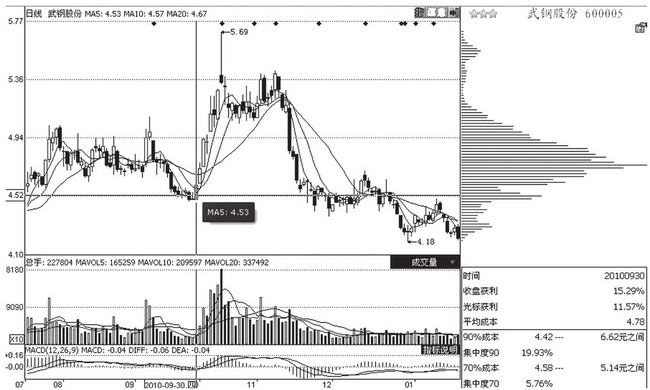 日线 武钢股份 MA5: 4.53 MA10: 4.57 MA20: 4.67
武钢股份 600005
5.77
5.69
5.36
4.94
4.52
MA5: 4.53
4.18
4.10
总手: 227804 MAVOL5: 165259 MAVOL10: 209597 MAVOL20: 337492
成交量
8180
9090
X10
MACD(12,26,9) MACD: -0.04 DIFF: -0.06 DEA: -0.04
指标说明
+0.16
+0.00
-0.12
07 08 09 2010-09-30,四 11 12 01
时间 20100930
收盘获利 15.29%
光标获利 11.57%
平均成本 4.78
90%成本 4.42 --- 6.62元之间
集中度90 19.93%
70%成本 4.58 --- 5.14元之间
集中度70 5.76%